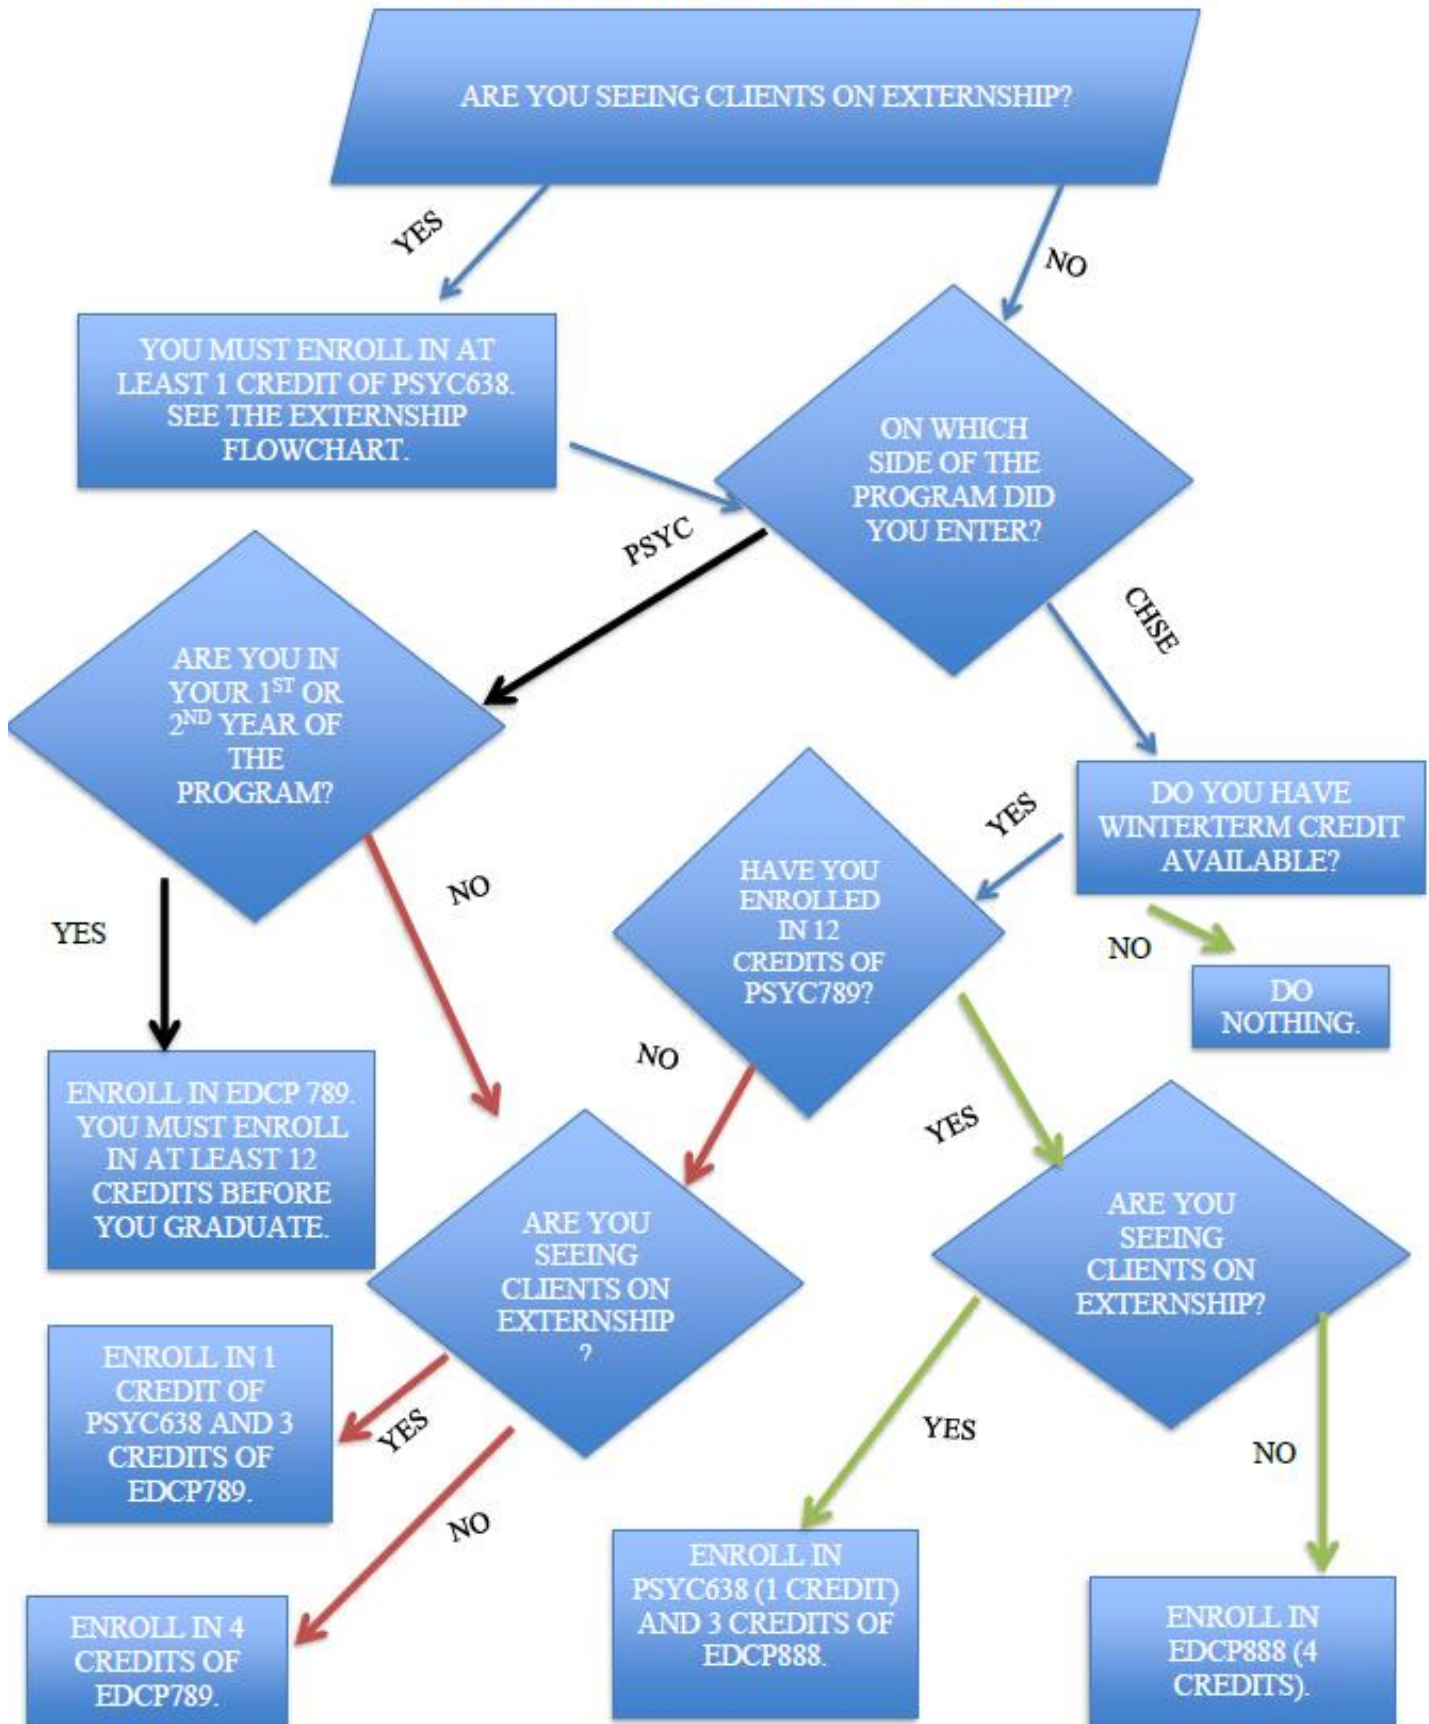 ARE YOU SEEING CLIENTS ON EXTERNSHIP?
YES
NO
YOU MUST ENROLL IN AT
LEAST 1 CREDIT OF PSYC638.
SEE THE EXTERNSHIP
FLOWCHART.
ON WHICH
SIDE OF THE
PROGRAM DID
YOU ENTER?
PSYC
CHSE
ARE YOU IN
YOUR 1ST OR
2ND YEAR OF
THE
PROGRAM?
DO YOU HAVE
WINTERTERM CREDIT
AVAILABLE?
YES
HAVE YOU
ENROLLED
IN 12
CREDITS OF
PSYC789?
NO
YES
NO
DO
NOTHING.
ENROLL IN EDCP 789.
YOU MUST ENROLL
IN AT LEAST 12
CREDITS BEFORE
YOU GRADUATE.
NO
YES
ARE YOU
SEEING
CLIENTS ON
EXTERNSHIP
?
ARE YOU
SEEING
CLIENTS ON
EXTERNSHIP?
ENROLL IN 1
CREDIT OF
PSYC638 AND 3
CREDITS OF
EDCP789.
YES
NO
YES
NO
ENROLL IN 4
CREDITS OF
EDCP789.
ENROLL IN
PSYC638 (1 CREDIT)
AND 3 CREDITS OF
EDCP888.
ENROLL IN
EDCP888 (4
CREDITS).